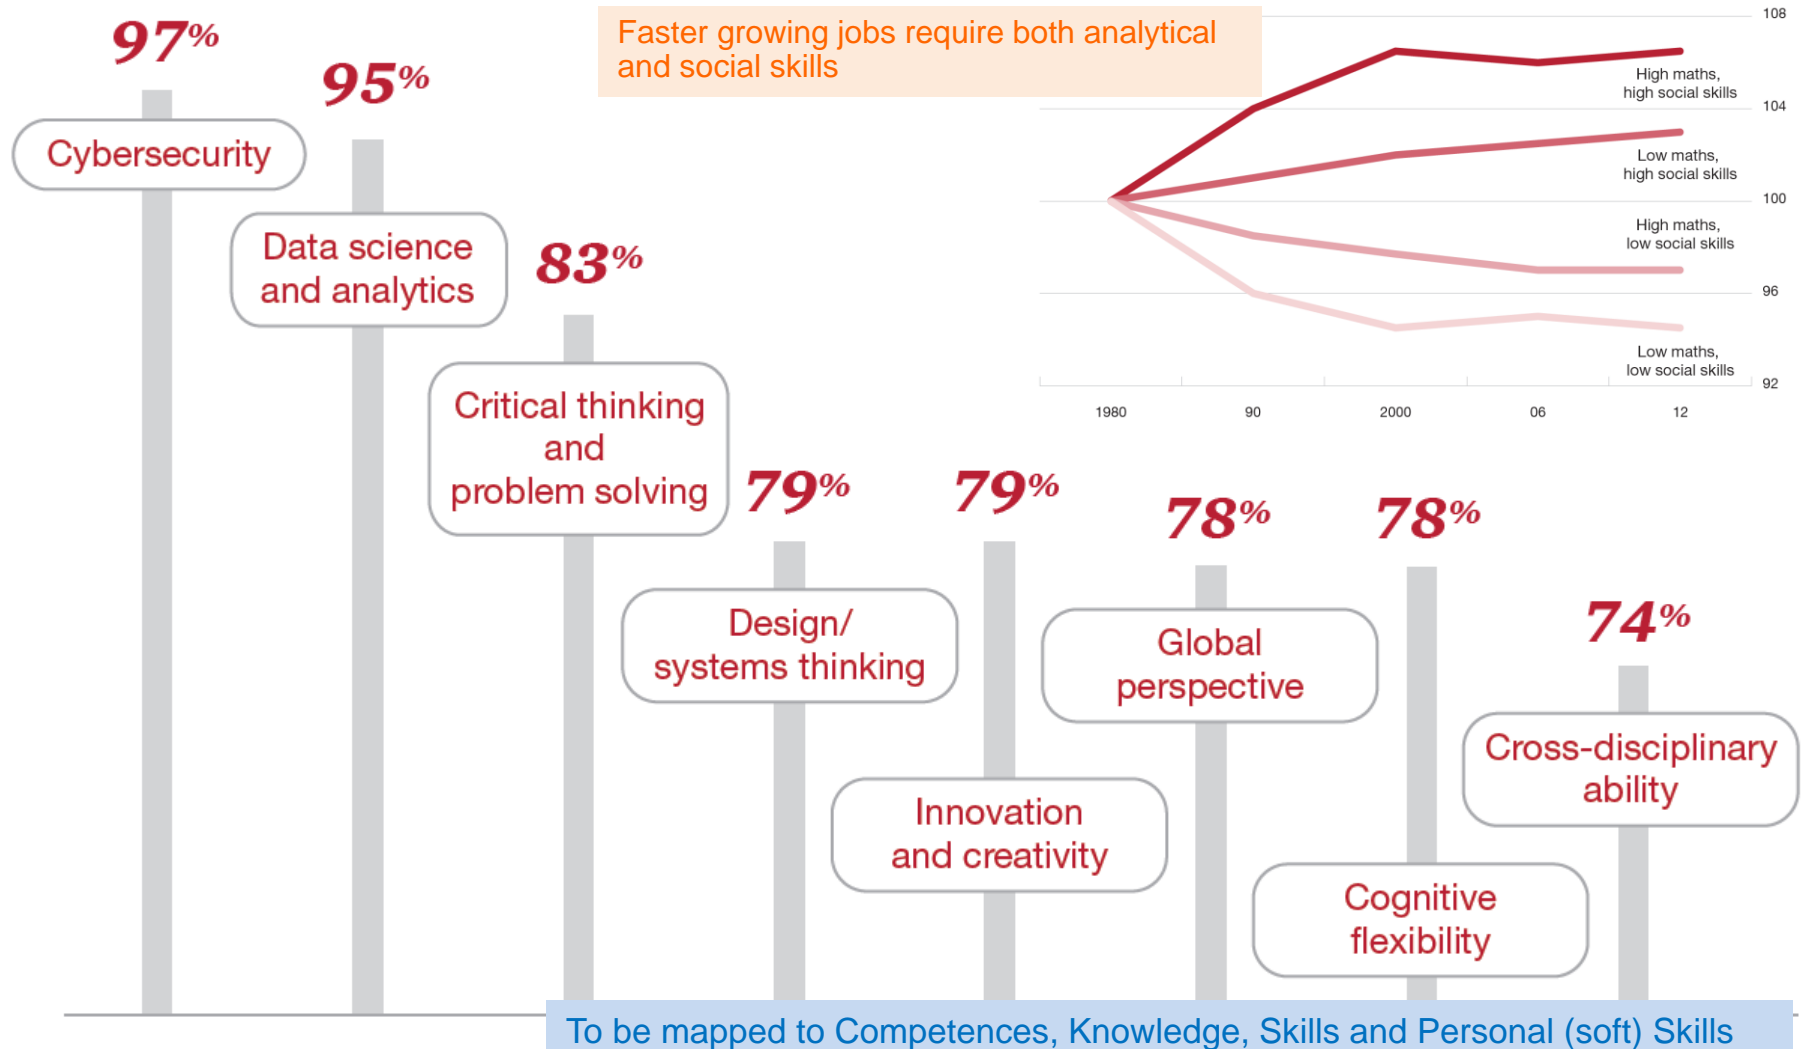 Faster growing jobs require both analytical
and social skills
97%
Cybersecurity
95%
Data science
and analytics
83%
Critical thinking
and
problem solving
79%
Design/
systems thinking
79%
Innovation
and creativity
78%
Global
perspective
78%
Cognitive
flexibility
74%
Cross-disciplinary
ability
108
High maths,
high social skills
104
Low maths,
high social skills
100
High maths,
low social skills
96
Low maths,
low social skills
92
1980 90 2000 06 12
To be mapped to Competences, Knowledge, Skills and Personal (soft) Skills